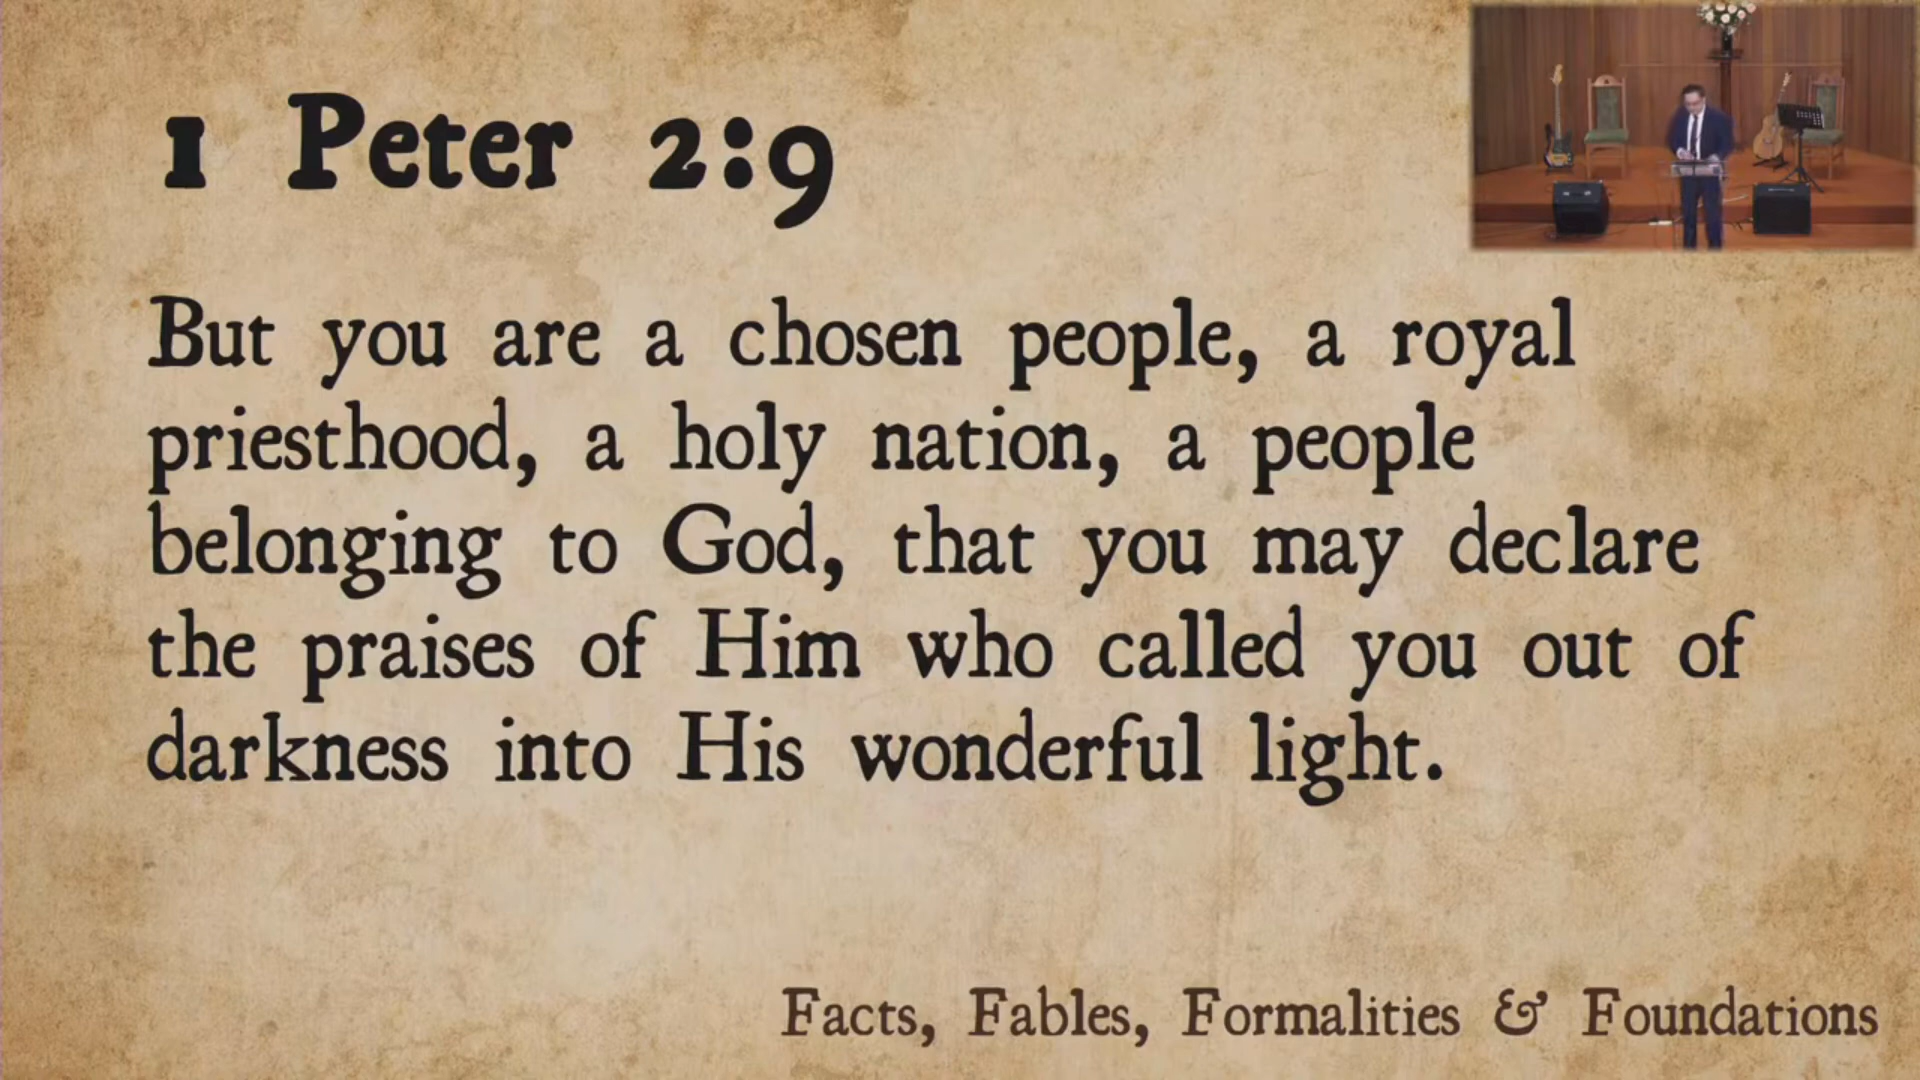 1 Peter 2:9
But you are a chosen people, a royal
priesthood, a holy nation, a people
belonging to God, that you may declare
the praises of Him who called you out of
darkness into His wonderful light.
Facts, Fables, Formalities & Foundations